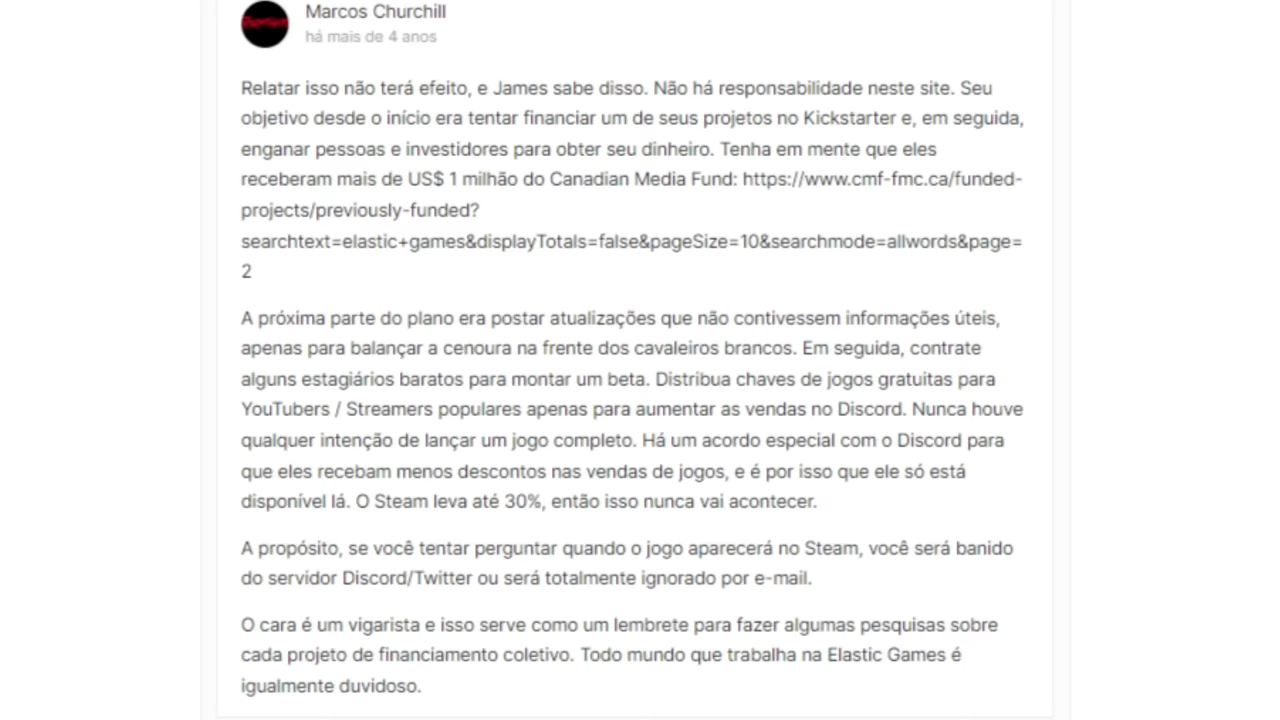 Marcos Churchill
há mais de 4 anos
Relatar isso não terá efeito, e James sabe disso. Não há responsabilidade neste site. Seu
objetivo desde o início era tentar financiar um de seus projetos no Kickstarter e, em seguida,
enganar pessoas e investidores para obter seu dinheiro. Tenha em mente que eles
receberam mais de US$ 1 milhão do Canadian Media Fund: https://www.cmf-fmc.ca/funded-
projects/previously-funded?
searchtext=elastic+games&displayTotals=false&pageSize=10&searchmode=allwords&page=
2
A próxima parte do plano era postar atualizações que não contivessem informações úteis,
apenas para balançar a cenoura na frente dos cavaleiros brancos. Em seguida, contrate
alguns estagiários baratos para montar um beta. Distribua chaves de jogos gratuitas para
YouTubers / Streamers populares apenas para aumentar as vendas no Discord. Nunca houve
qualquer intenção de lançar um jogo completo. Há um acordo especial com o Discord para
que eles recebam menos descontos nas vendas de jogos, e é por isso que ele só está
disponível lá. O Steam leva até 30%, então isso nunca vai acontecer.
A propósito, se você tentar perguntar quando o jogo aparecerá no Steam, você será banido
do servidor Discord/Twitter ou será totalmente ignorado por e-mail.
O cara é um vigarista e isso serve como um lembrete para fazer algumas pesquisas sobre
cada projeto de financiamento coletivo. Todo mundo que trabalha na Elastic Games é
igualmente duvidoso.